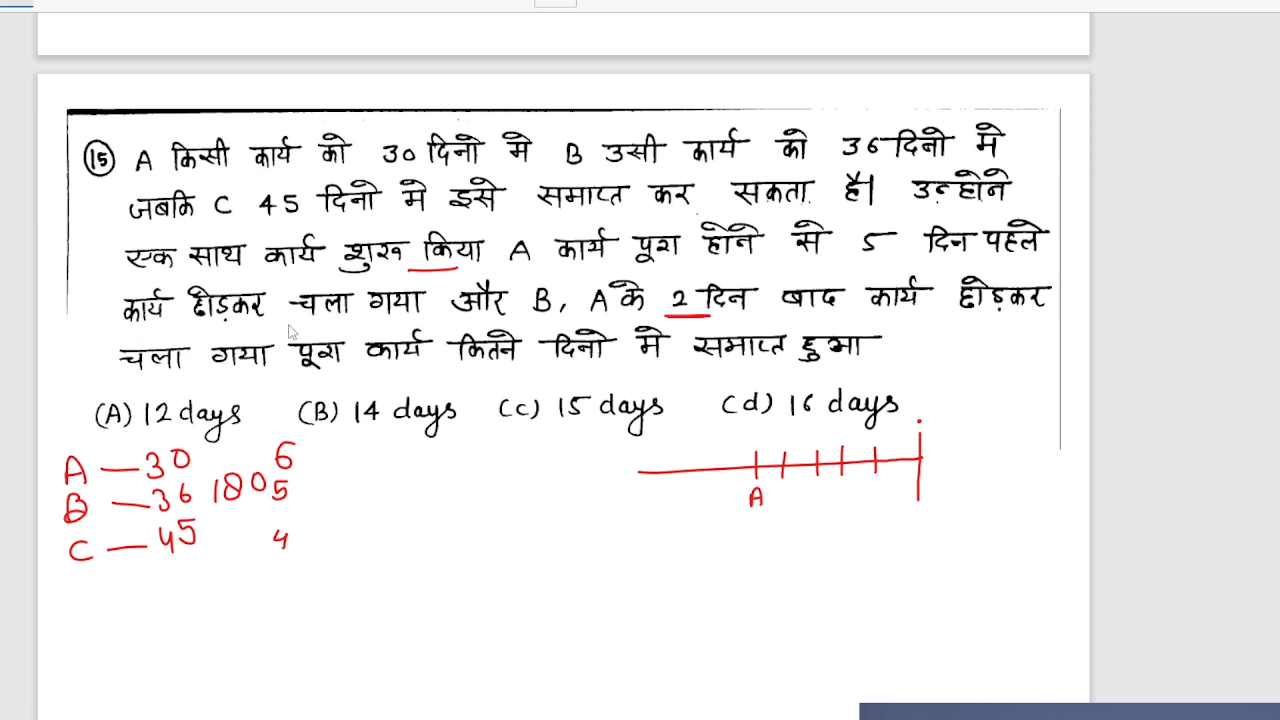 (15) A किसी कार्य को 30 दिनो मे B उसी कार्य को 36 दिनो मे
जबकि C 45 दिनो मे इसे समाप्त कर सकता है। उन्होने
एक साथ कार्य शुरू किया A कार्य पूरा होने से 5 दिन पहले
कार्य छोड़कर चला गया और B, A के 2 दिन बाद कार्य छोड़कर
चला गया पूरा कार्य कितने दिनो मे समाप्त हुआ
(A) 12 days (B) 14 days (c) 15 days (d) 16 days
A — 30 6
B — 36 180 5
C — 45 4
A